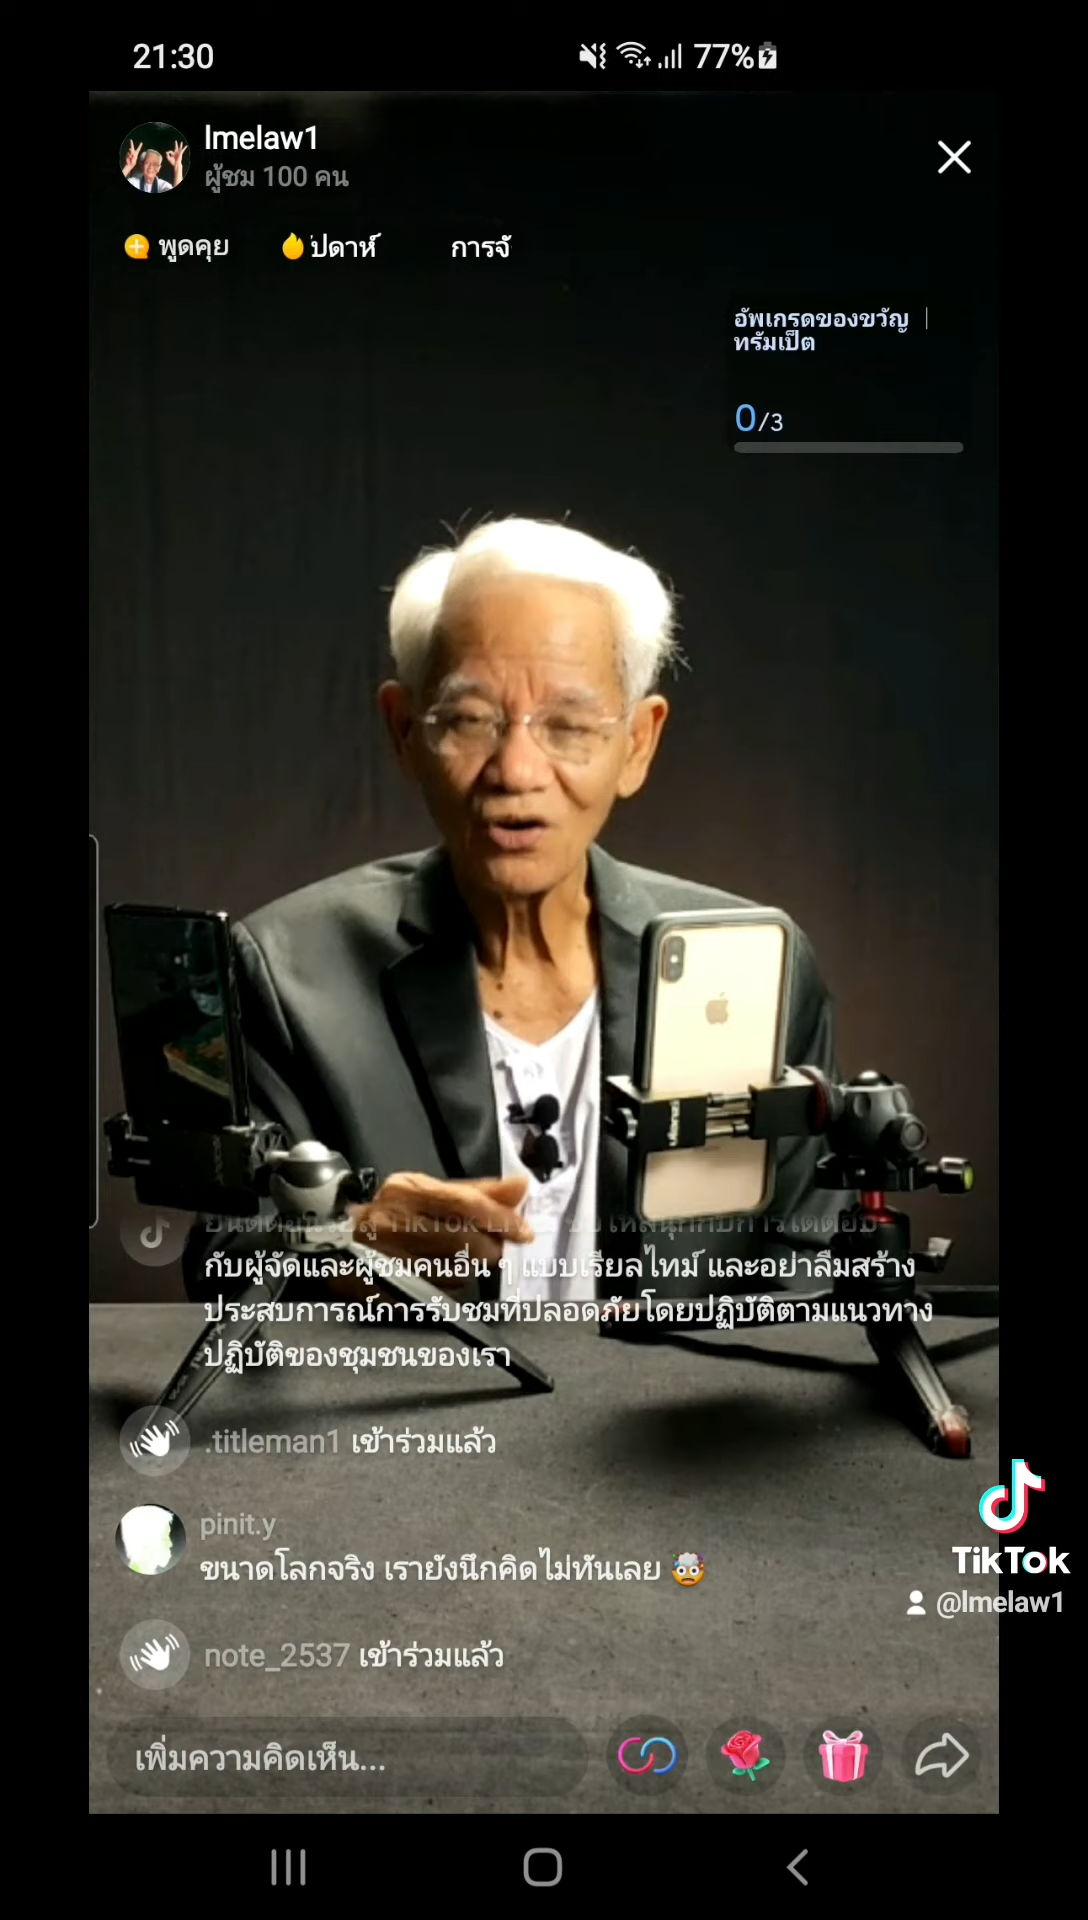 21:30
77%
lmelaw1
ผู้ชม 100 คน
พูดคุย
ปดาห์
การจั
อัพเกรดของขวัญ
ทรัมเป็ต
0/3
กับผู้จัดและผู้ชมคนอื่น ๆ แบบเรียลไทม์ และอย่าลืมสร้าง
ประสบการณ์การรับชมที่ปลอดภัยโดยปฏิบัติตามแนวทาง
ปฏิบัติของชุมชนของเรา
.titleman1 เข้าร่วมแล้ว
pinit.y
ขนาดโลกจริง เรายังนึกคิดไม่ทันเลย 🤯
note_2537 เข้าร่วมแล้ว
TikTok
@lmelaw1
เพิ่มความคิดเห็น...